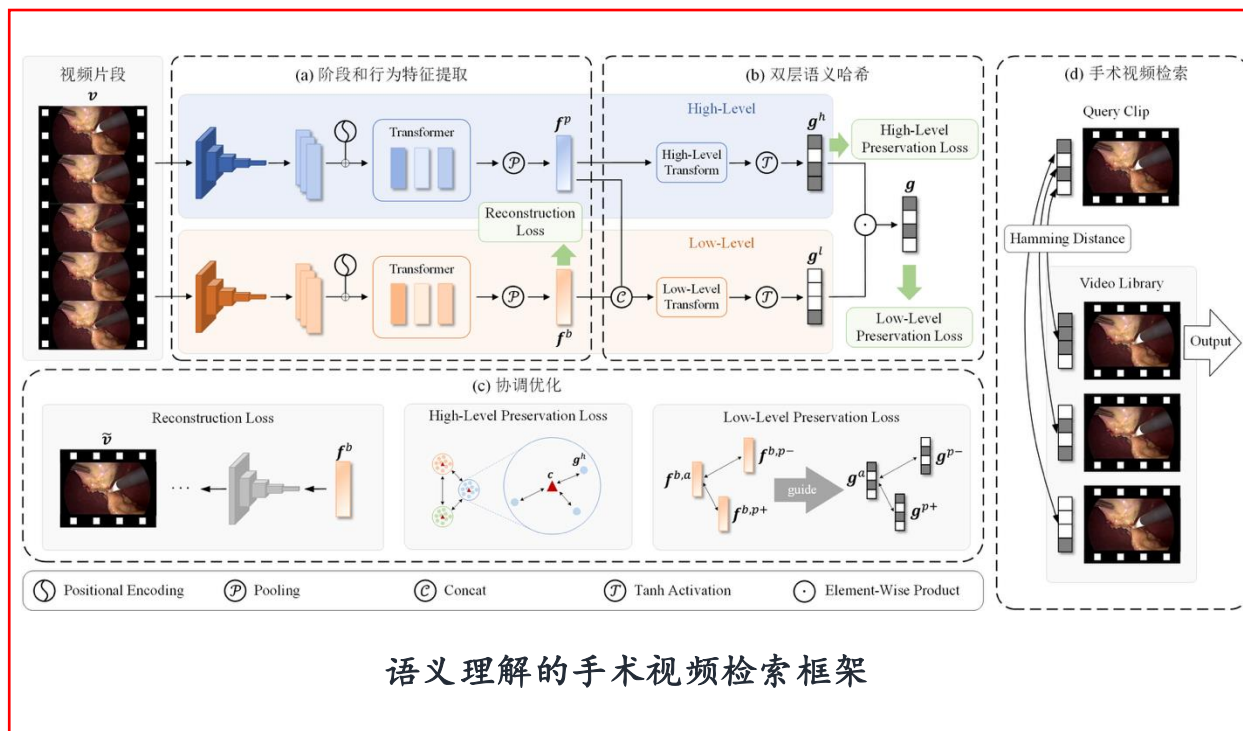 视频片段
v
(a) 阶段和行为特征提取
Transformer
P
f^p
Reconstruction
Loss
Transformer
P
f^b
(b) 双层语义哈希
High-Level
High-Level
Transform
T
g^h
High-Level
Preservation Loss
g
Low-Level
C
Low-Level
Transform
T
g^l
Low-Level
Preservation Loss
(c) 协调优化
Reconstruction Loss
ṽ
...
f^b
High-Level Preservation Loss
c
g^h
Low-Level Preservation Loss
f^{b,a}
f^{b,p-}
f^{b,p+}
guide
g^a
g^{p-}
g^{p+}
(d) 手术视频检索
Query Clip
Hamming Distance
Video Library
Output
Positional Encoding
P Pooling
C Concat
T Tanh Activation
Element-Wise Product
语义理解的手术视频检索框架